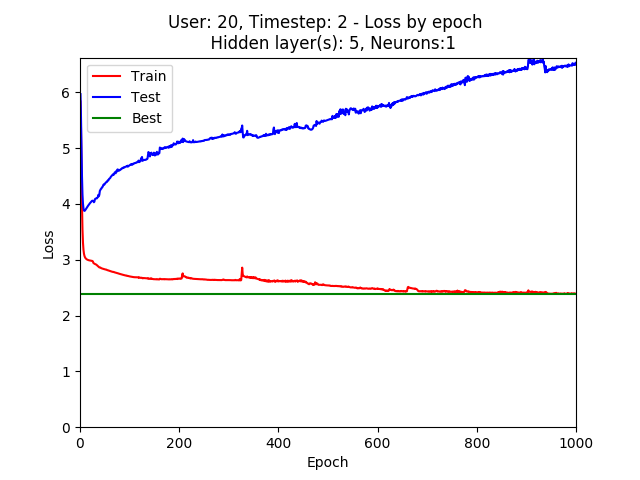 User: 20, Timestep: 2 - Loss by epoch
Hidden layer(s): 5, Neurons:1
Train
Test
Best
Loss
6
5
4
3
2
1
0
0 200 400 600 800 1000
Epoch